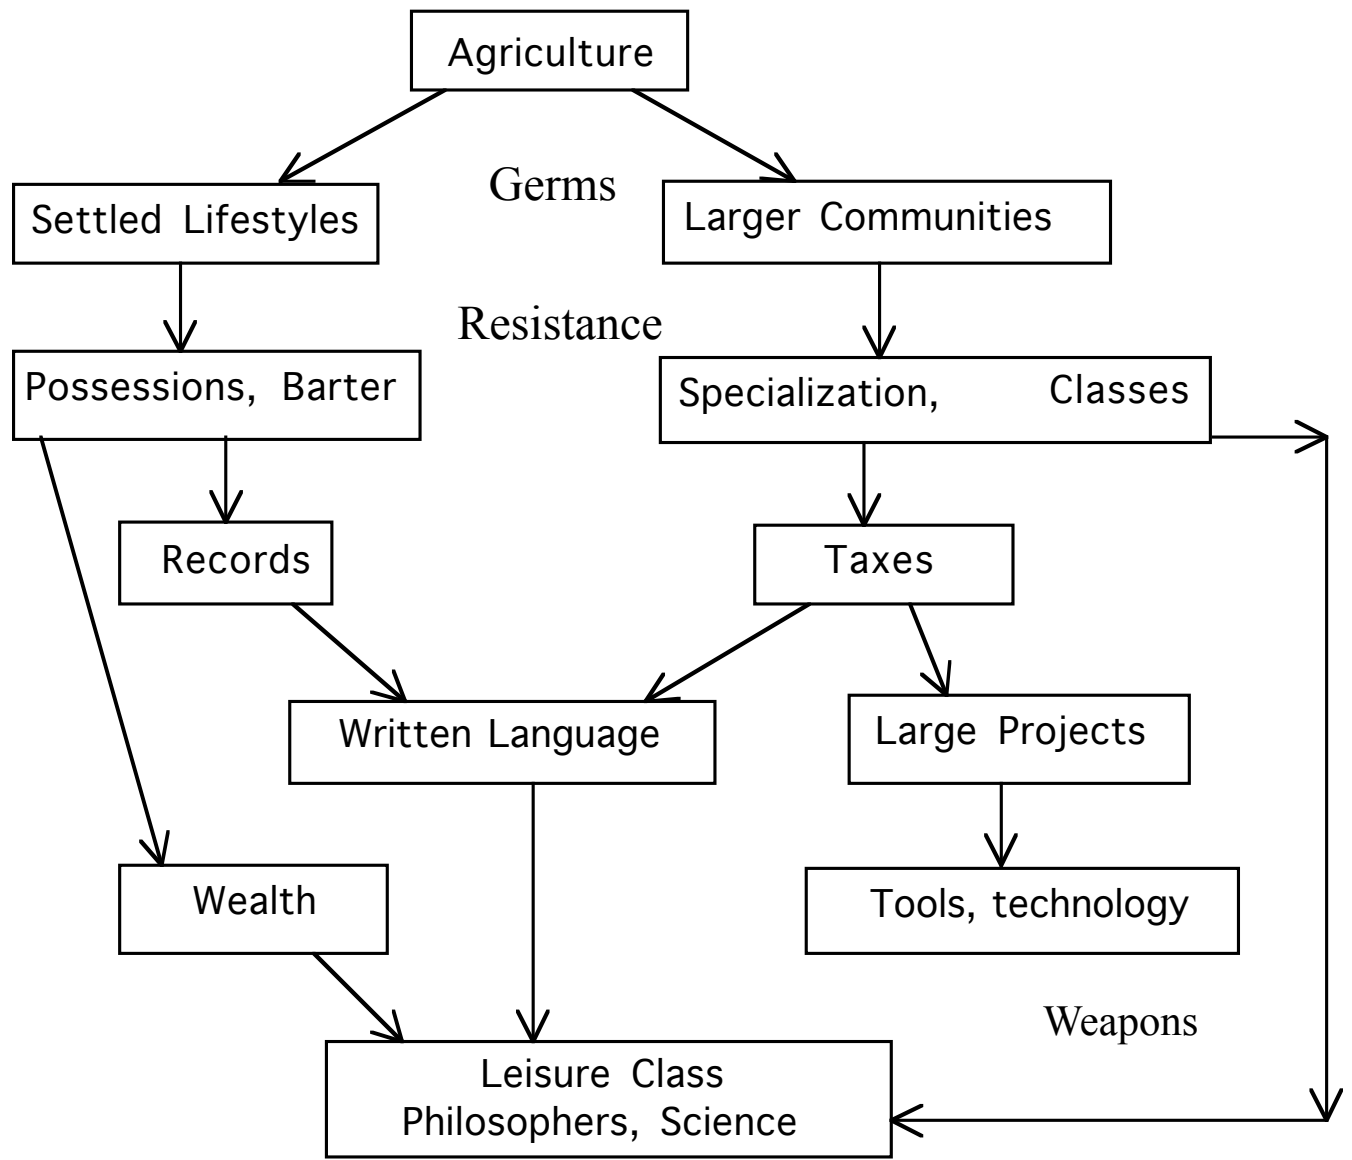 Agriculture
Germs
Settled Lifestyles
Larger Communities
Resistance
Possessions, Barter
Specialization, Classes
Records
Taxes
Written Language
Large Projects
Wealth
Tools, technology
Weapons
Leisure Class
Philosophers, Science